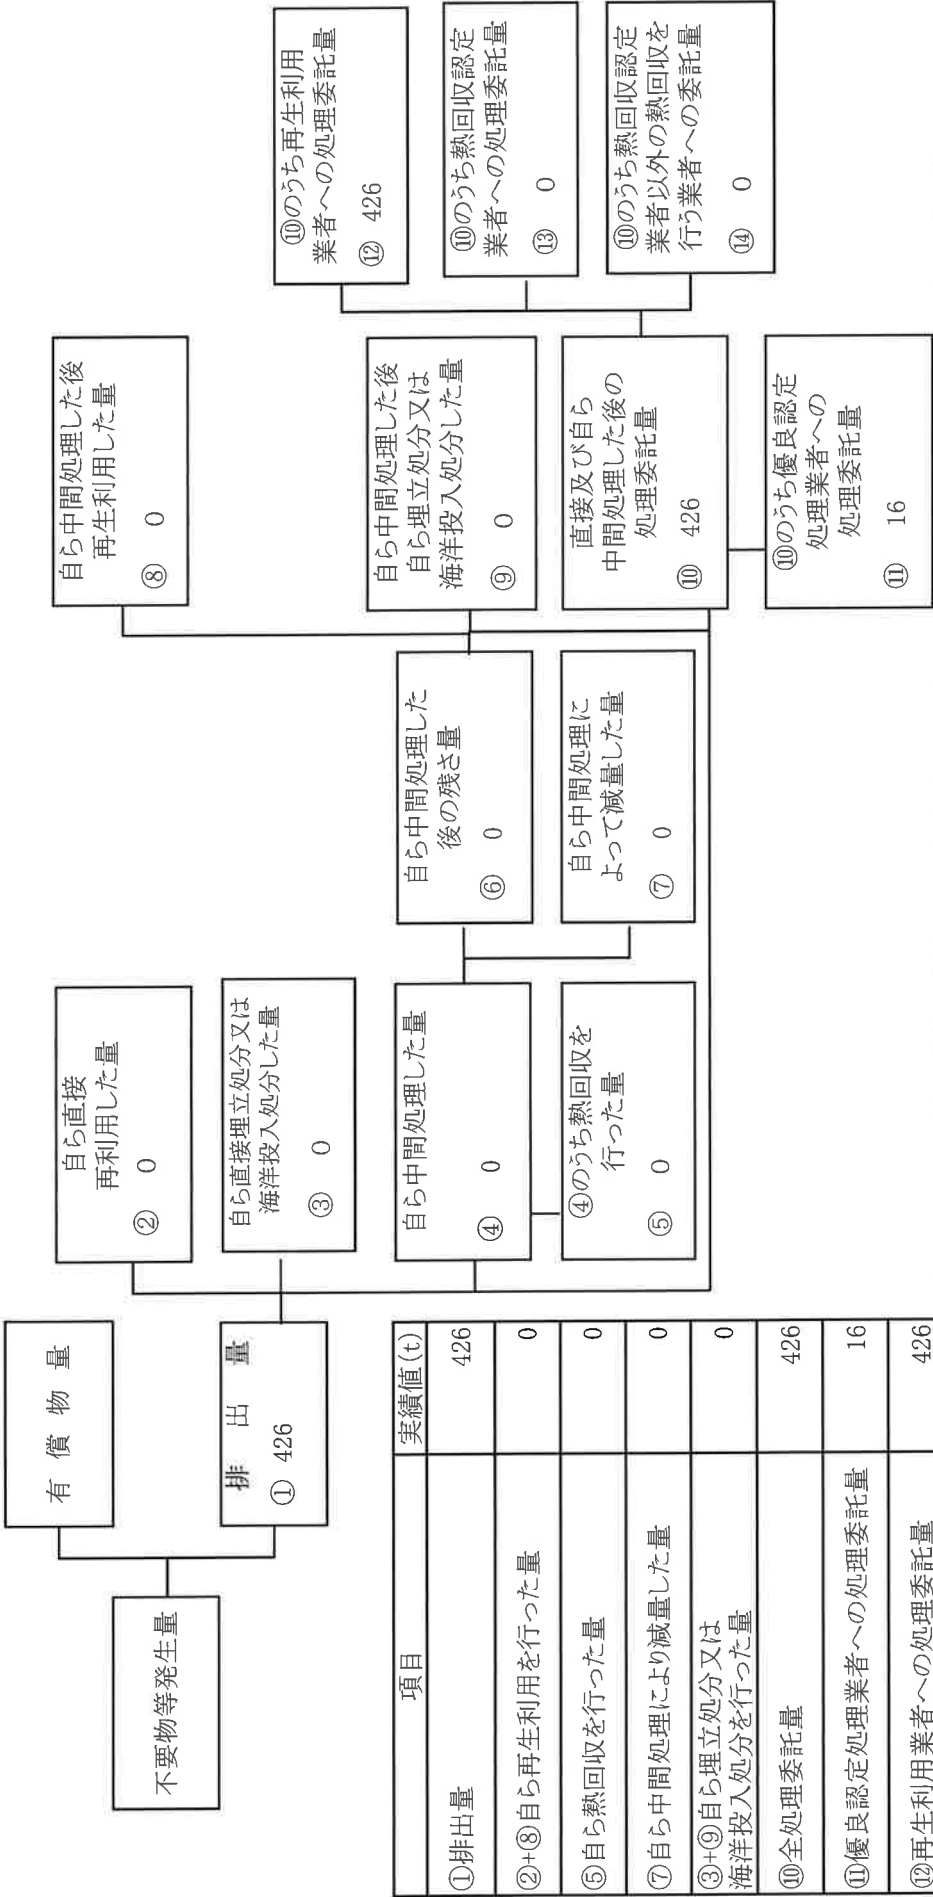 不要物等発生量
有償物量
排出量
① 426
自ら直接
再利用した量
② 0
自ら直接埋立処分又は
海洋投入処分した量
③ 0
自ら中間処理した量
④ 0
④のうち熱回収を
行った量
⑤ 0
自ら中間処理した
後の残さ量
⑥ 0
自ら中間処理に
よって減量した量
⑦ 0
自ら中間処理した後
再生利用した量
⑧ 0
自ら中間処理した後
自ら埋立処分又は
海洋投入処分した量
⑨ 0
直接及び自ら
中間処理した後の
処理委託量
⑩ 426
⑩のうち優良認定
処理業者への
処理委託量
⑪ 16
⑩のうち再生利用
業者への処理委託量
⑫ 426
⑩のうち熱回収認定
業者への処理委託量
⑬ 0
⑩のうち熱回収認定
業者以外の熱回収を
行う業者への委託量
⑭ 0
項目 実績値(t)
①排出量 426
②+⑧自ら再生利用を行った量 0
⑤自ら熱回収を行った量 0
⑦自ら中間処理により減量した量 0
③+⑨自ら埋立処分又は
海洋投入処分を行った量 0
⑩全処理委託量 426
⑪優良認定処理業者への処理委託量 16
⑫再生利用業者への処理委託量 426